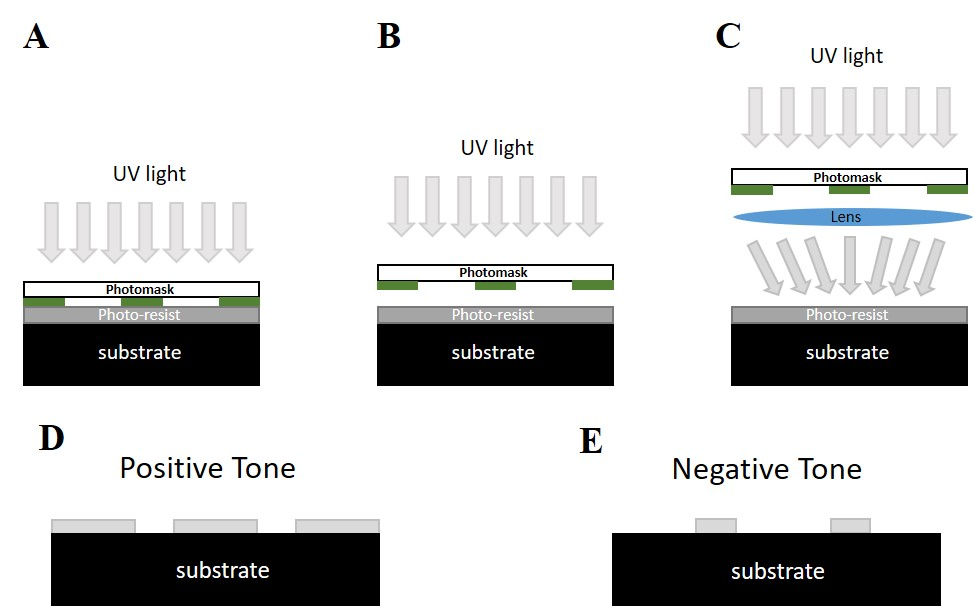 A
UV light
Photomask
Photo-resist
substrate
B
UV light
Photomask
Photo-resist
substrate
C
UV light
Photomask
Lens
Photo-resist
substrate
D
Positive Tone
substrate
E
Negative Tone
substrate